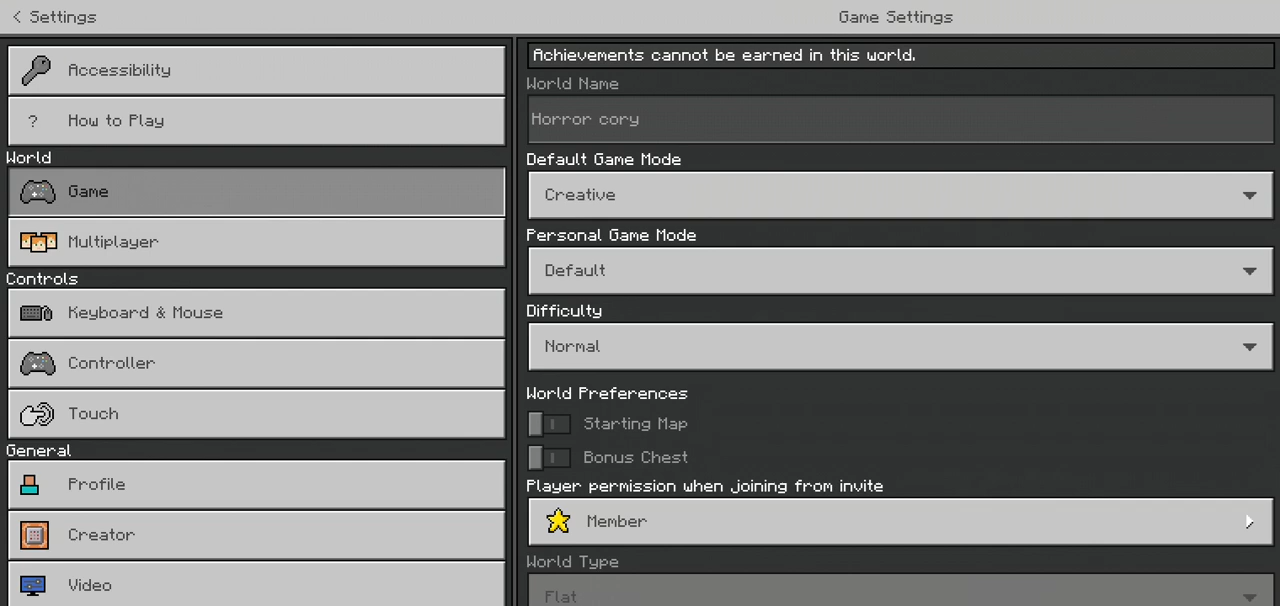 Settings
Game Settings
Accessibility
? How to Play
World
Game
Multiplayer
Controls
Keyboard & Mouse
Controller
Touch
General
Profile
Creator
Video
Achievements cannot be earned in this world.
World Name
Horror cory
Default Game Mode
Creative
Personal Game Mode
Default
Difficulty
Normal
World Preferences
Starting Map
Bonus Chest
Player permission when joining from invite
Member
World Type
Flat